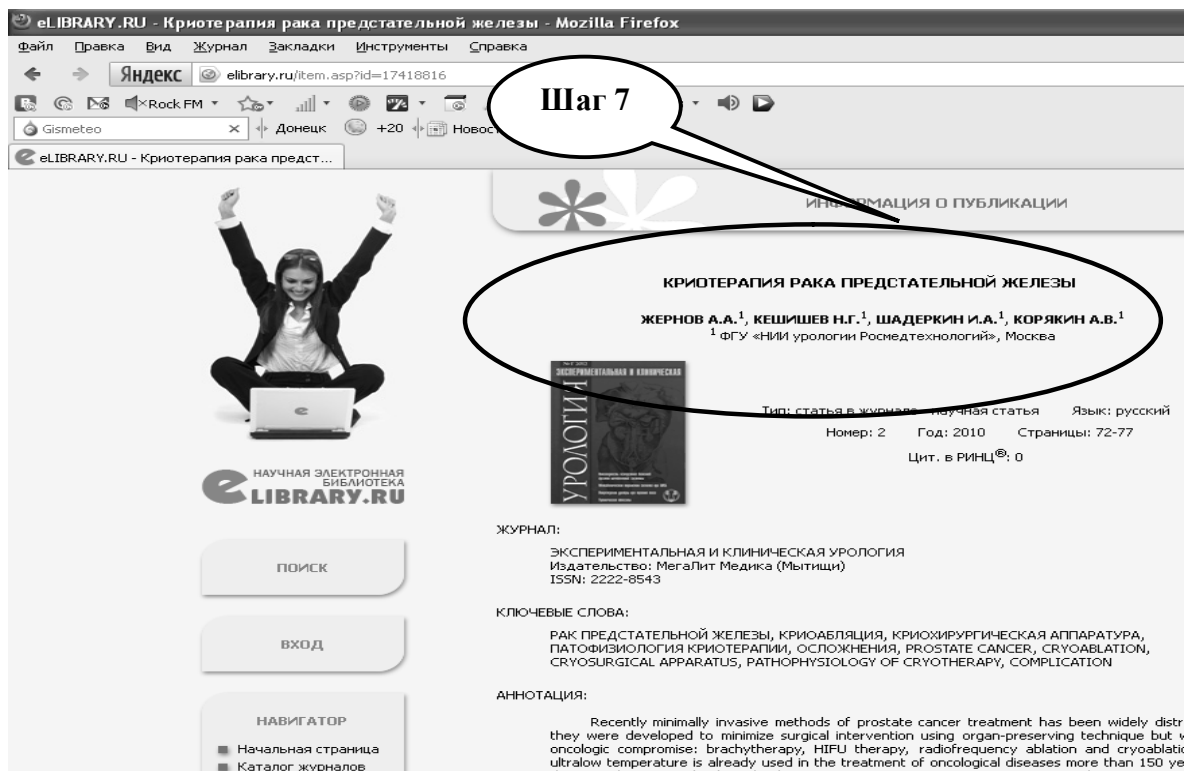 eLIBRARY.RU - Криотерапия рака предстательной железы - Mozilla Firefox
Файл Правка Вид Журнал Закладки Инструменты Справка
Яндекс elibrary.ru/item.asp?id=17418816
Rock FM
Шаг 7
Gismeteo Донецк +20 Новост
eLIBRARY.RU - Криотерапия рака предст...
ИНФОРМАЦИЯ О ПУБЛИКАЦИИ
КРИОТЕРАПИЯ РАКА ПРЕДСТАТЕЛЬНОЙ ЖЕЛЕЗЫ
ЖЕРНОВ А.А.1, КЕШИШЕВ Н.Г.1, ШАДЕРКИН И.А.1, КОРЯКИН А.В.1
1 ФГУ «НИИ урологии Росмедтехнологий», Москва
ЭКСПЕРИМЕНТАЛЬНАЯ И КЛИНИЧЕСКАЯ
УРОЛОГИЯ
Тип: статья в журнале - научная статья Язык: русский
Номер: 2 Год: 2010 Страницы: 72-77
Цит. в РИНЦ®: 0
НАУЧНАЯ ЭЛЕКТРОННАЯ
БИБЛИОТЕКА
LIBRARY.RU
ПОИСК
ВХОД
НАВИГАТОР
Начальная страница
Каталог журналов
ЖУРНАЛ:
ЭКСПЕРИМЕНТАЛЬНАЯ И КЛИНИЧЕСКАЯ УРОЛОГИЯ
Издательство: МегаЛит Медика (Мытищи)
ISSN: 2222-8543
КЛЮЧЕВЫЕ СЛОВА:
РАК ПРЕДСТАТЕЛЬНОЙ ЖЕЛЕЗЫ, КРИОАБЛЯЦИЯ, КРИОХИРУРГИЧЕСКАЯ АППАРАТУРА,
ПАТОФИЗИОЛОГИЯ КРИОТЕРАПИИ, ОСЛОЖНЕНИЯ, PROSTATE CANCER, CRYOABLATION,
CRYOSURGICAL APPARATUS, PATHOPHYSIOLOGY OF CRYOTHERAPY, COMPLICATION
АННОТАЦИЯ:
Recently minimally invasive methods of prostate cancer treatment has been widely distr
they were developed to minimize surgical intervention using organ-preserving technique but w
oncologic compromise: brachytherapy, HIFU therapy, radiofrequency ablation and cryoablatio
ultralow temperature is already used in the treatment of oncological diseases more than 150 ye